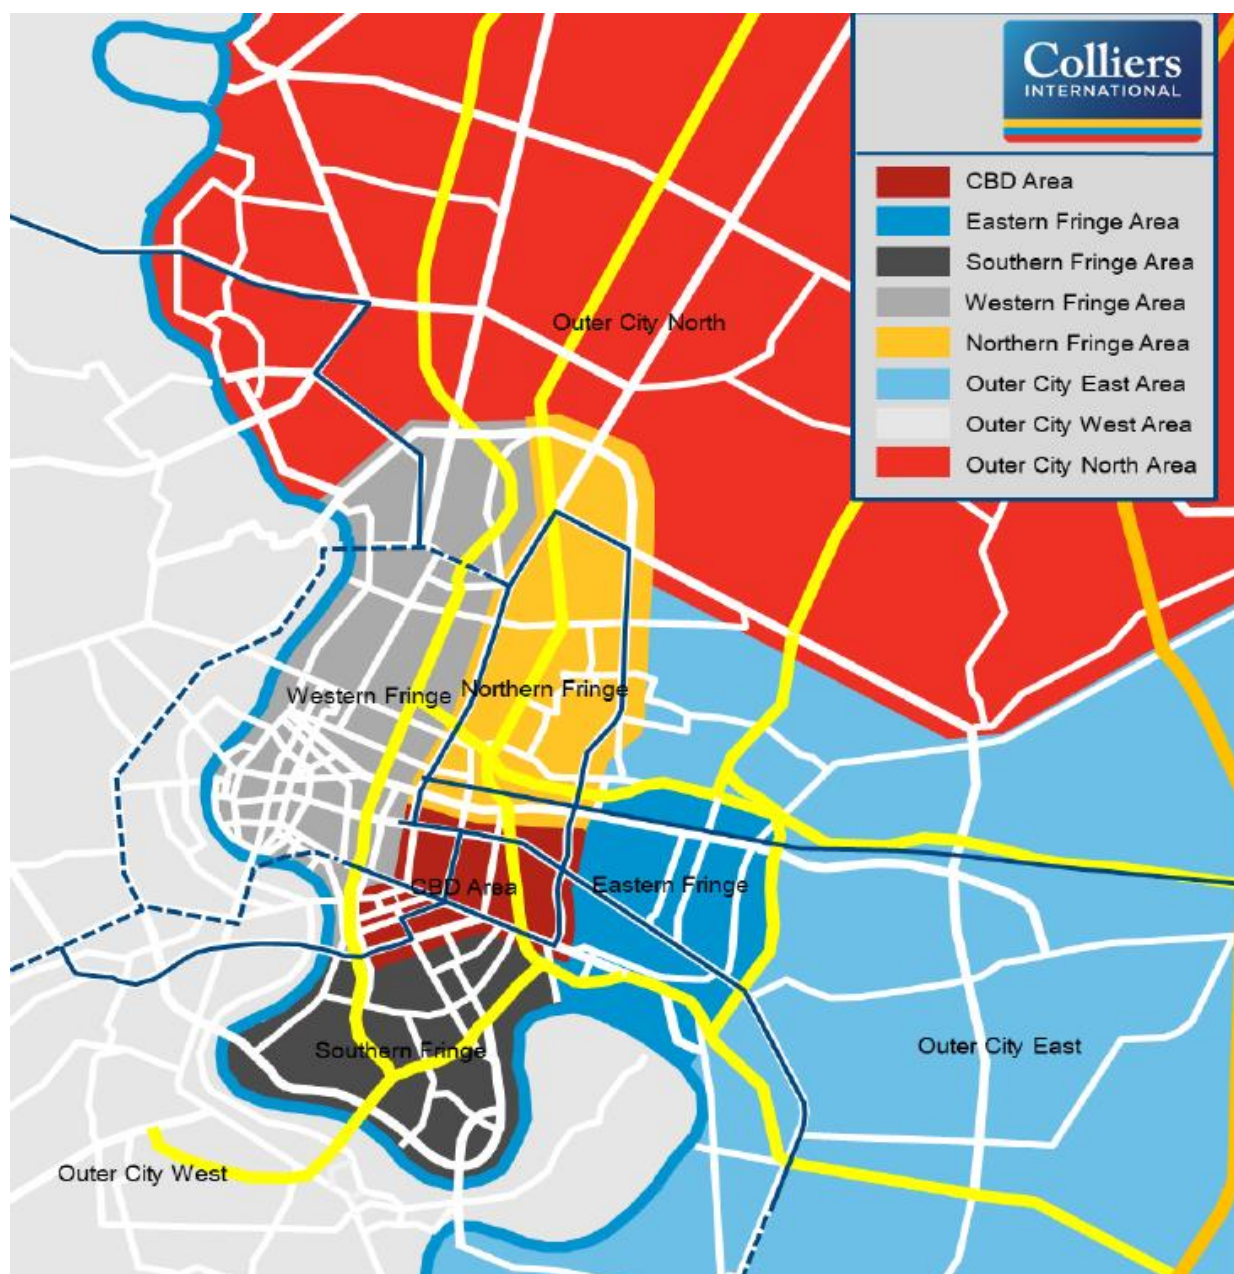 Colliers
INTERNATIONAL
CBD Area
Eastern Fringe Area
Southern Fringe Area
Western Fringe Area
Northern Fringe Area
Outer City East Area
Outer City West Area
Outer City North Area
Outer City North
Western Fringe
Northern Fringe
CBD Area
Eastern Fringe
Southern Fringe
Outer City East
Outer City West